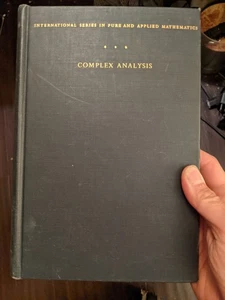 INTERNATIONAL SERIES IN PURE AND APPLIED MATHEMATICS
COMPLEX ANALYSIS